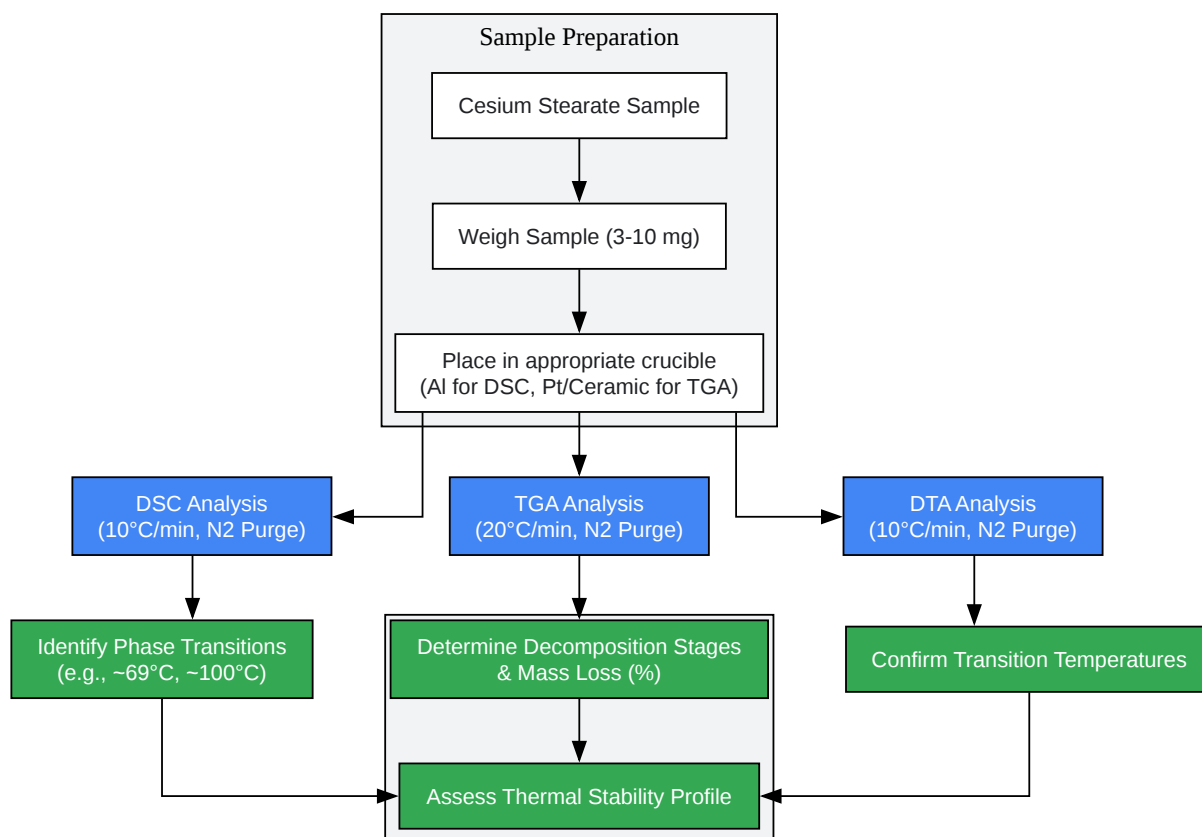 Sample Preparation
Cesium Stearate Sample
Weigh Sample (3-10 mg)
Place in appropriate crucible
(Al for DSC, Pt/Ceramic for TGA)
DSC Analysis
(10°C/min, N2 Purge)
TGA Analysis
(20°C/min, N2 Purge)
DTA Analysis
(10°C/min, N2 Purge)
Identify Phase Transitions
(e.g., ~69°C, ~100°C)
Determine Decomposition Stages
& Mass Loss (%)
Confirm Transition Temperatures
Assess Thermal Stability Profile